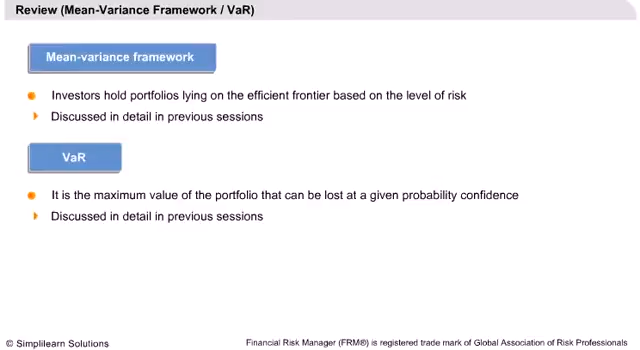 Review (Mean-Variance Framework / VaR)
Mean-variance framework
Investors hold portfolios lying on the efficient frontier based on the level of risk
Discussed in detail in previous sessions
VaR
It is the maximum value of the portfolio that can be lost at a given probability confidence
Discussed in detail in previous sessions
© Simplilearn Solutions
Financial Risk Manager (FRM®) is registered trade mark of Global Association of Risk Professionals